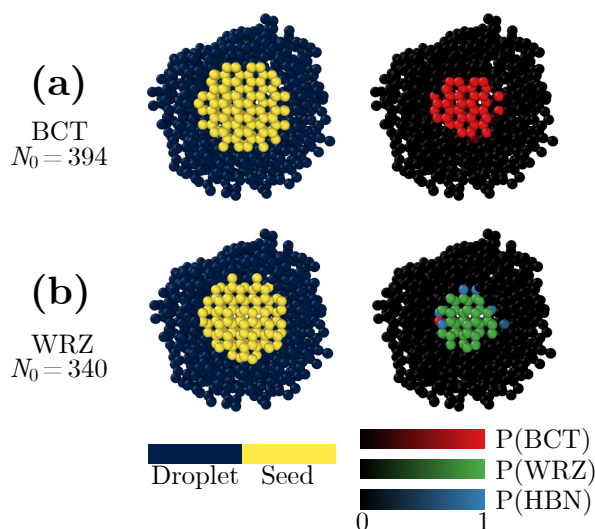 (a)
BCT
N₀ = 394
(b)
WRZ
N₀ = 340
Droplet Seed
P(BCT)
P(WRZ)
P(HBN)
0 1